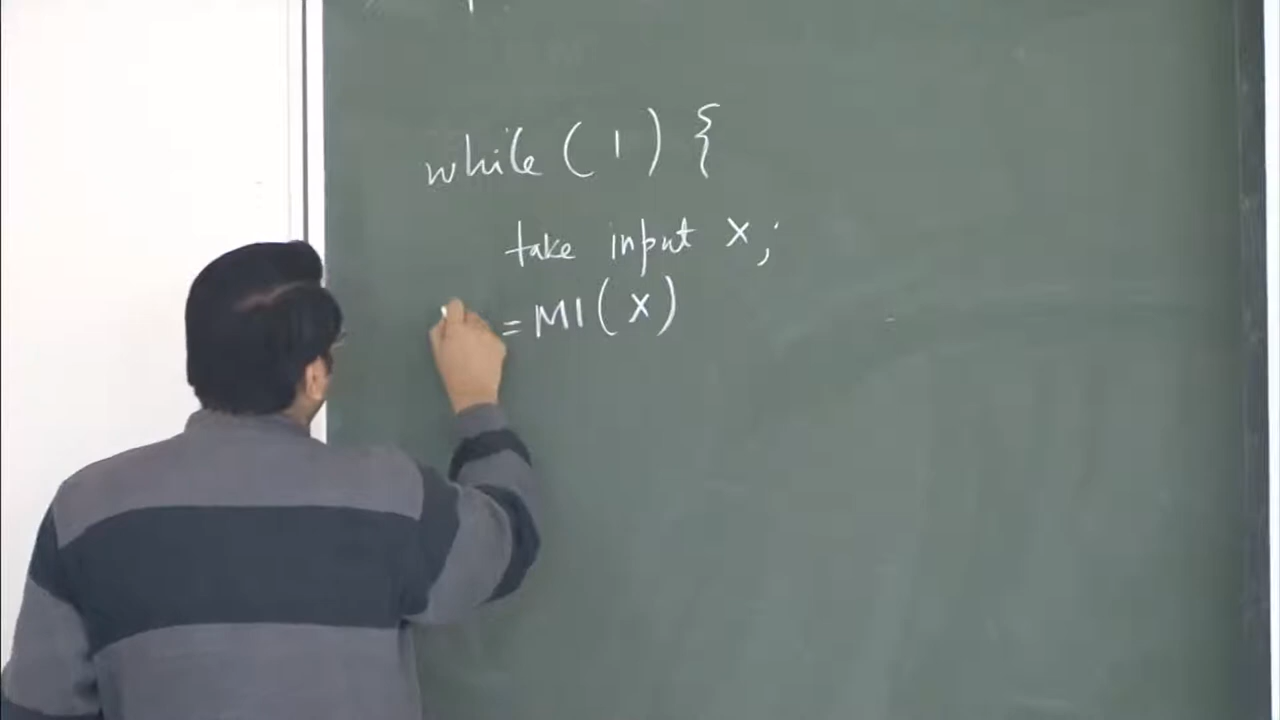 while (1) {
take input x;
= M1(x)